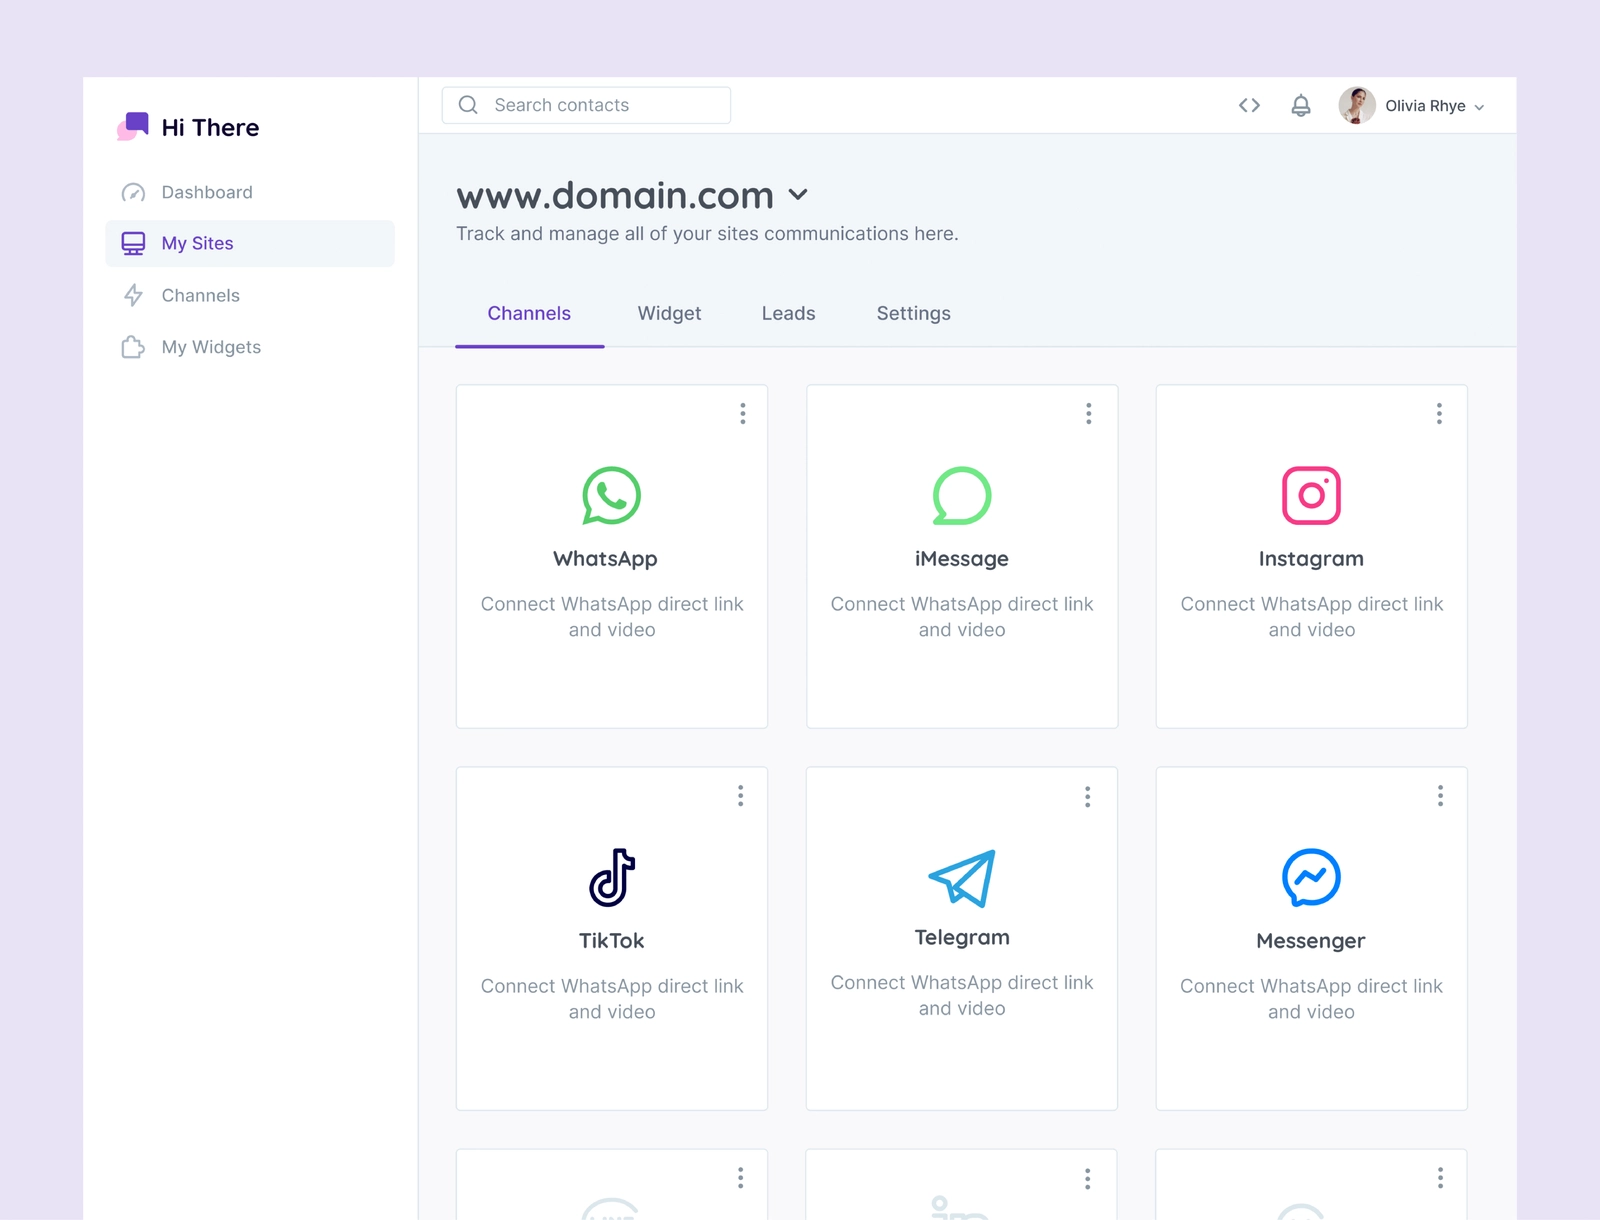 Hi There
Search contacts
Olivia Rhye
Dashboard
My Sites
Channels
My Widgets
www.domain.com
Track and manage all of your sites communications here.
Channels
Widget
Leads
Settings
WhatsApp
Connect WhatsApp direct link
and video
iMessage
Connect WhatsApp direct link
and video
Instagram
Connect WhatsApp direct link
and video
TikTok
Connect WhatsApp direct link
and video
Telegram
Connect WhatsApp direct link
and video
Messenger
Connect WhatsApp direct link
and video